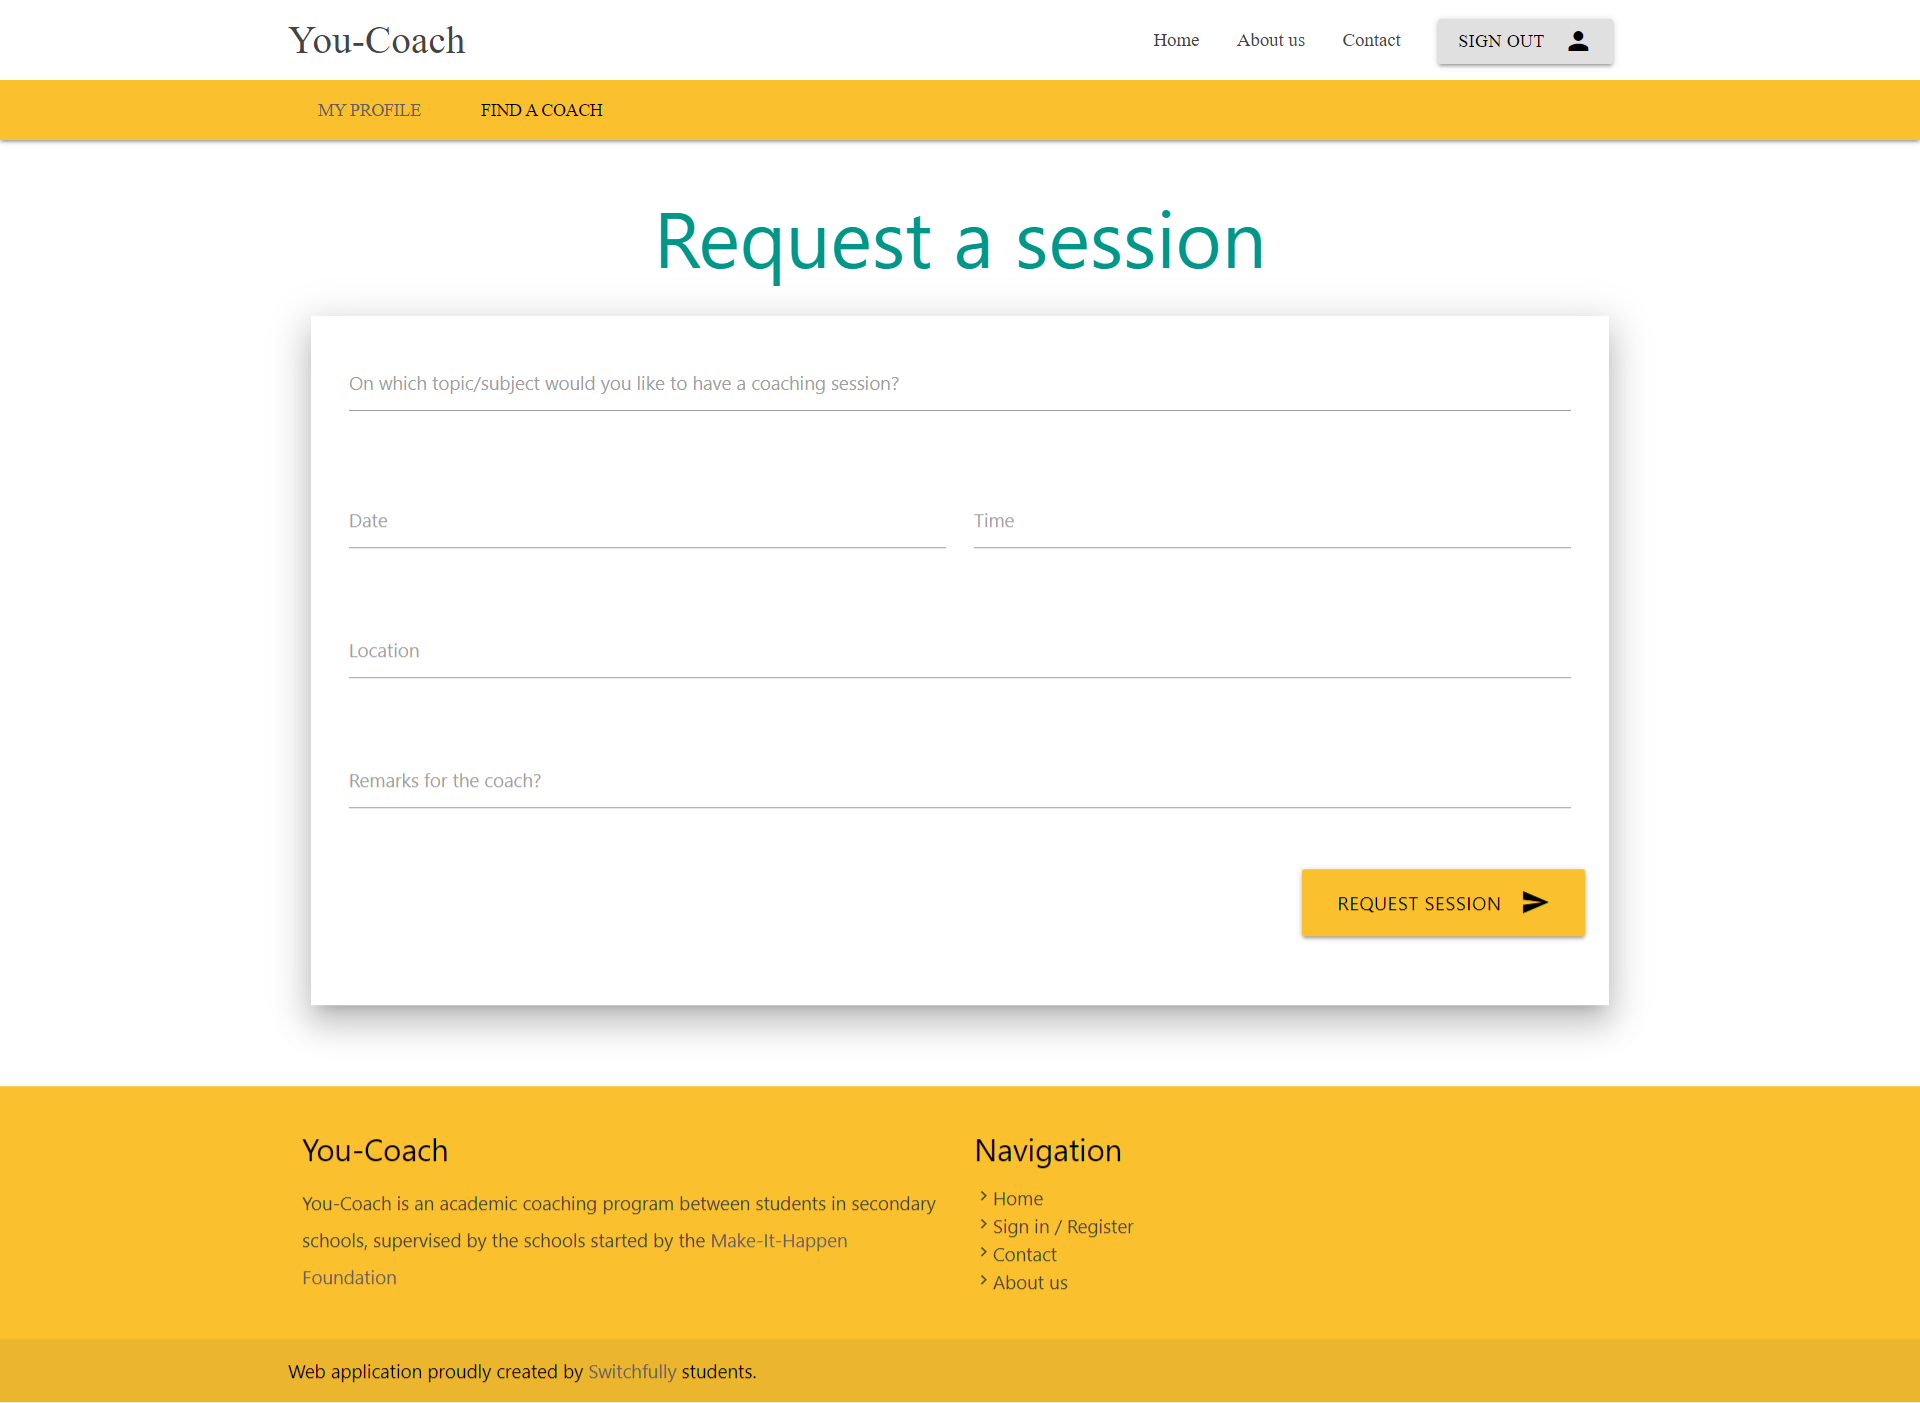 You-Coach
Home
About us
Contact
SIGN OUT
MY PROFILE
FIND A COACH
Request a session
On which topic/subject would you like to have a coaching session?
Date
Time
Location
Remarks for the coach?
REQUEST SESSION
You-Coach
You-Coach is an academic coaching program between students in secondary
schools, supervised by the schools started by the Make-It-Happen
Foundation
Navigation
Home
Sign in / Register
Contact
About us
Web application proudly created by Switchfully students.